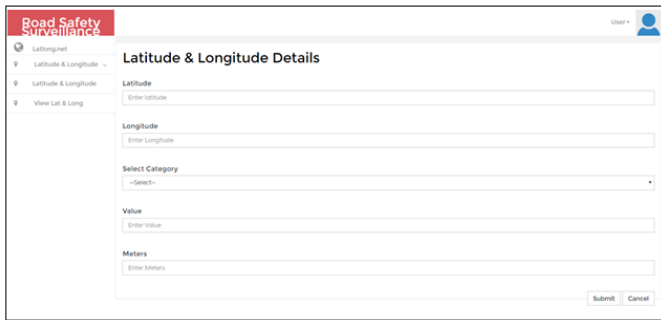 Road Safety
Surveillance
User
Latlong.net
Latitude & Longitude
Latitude & Longitude
View Lat & Long
Latitude & Longitude Details
Latitude
Enter latitude
Longitude
Enter Longitude
Select Category
--Select--
Value
Enter Value
Meters
Enter Meters
Submit Cancel